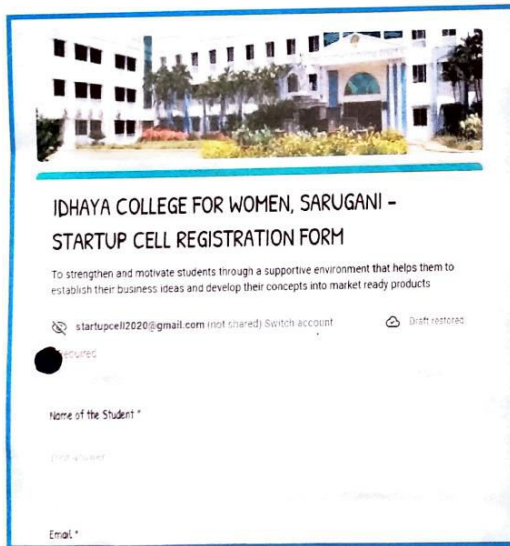 IDHAYA COLLEGE FOR WOMEN, SARUGANI –
STARTUP CELL REGISTRATION FORM
To strengthen and motivate students through a supportive environment that helps them to
establish their business ideas and develop their concepts into market ready products
startupcell2020@gmail.com (not shared) Switch account
Draft restored
Required
Name of the Student *
Email *